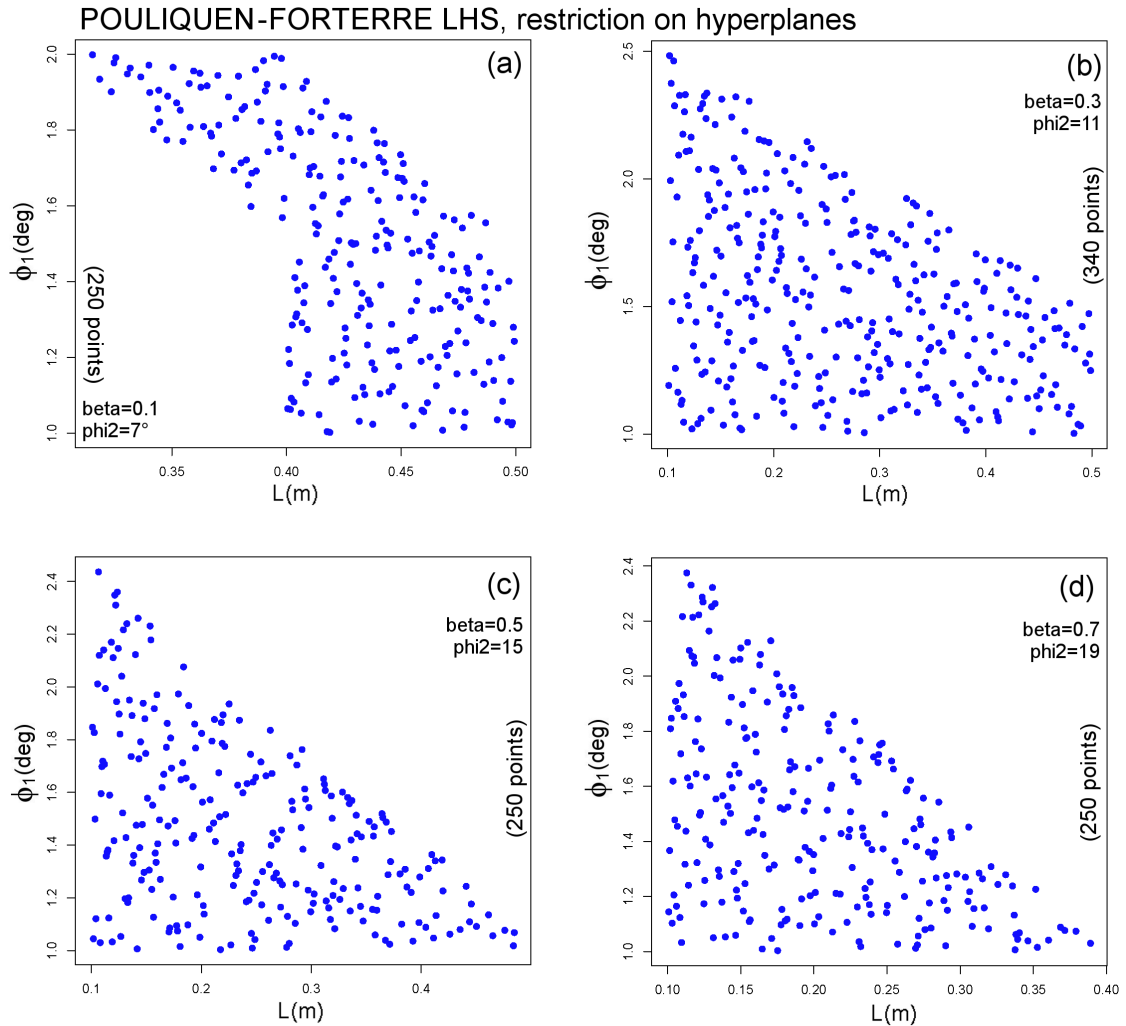 POULIQUEN-FORTERRE LHS, restriction on hyperplanes
(a)
2.0
1.8
1.6
1.4
1.2
1.0
ϕ1(deg)
(250 points)
beta=0.1
phi2=7°
0.35
0.40
0.45
0.50
L(m)
(b)
beta=0.3
phi2=11
(340 points)
2.5
2.0
1.5
1.0
ϕ1(deg)
0.1
0.2
0.3
0.4
0.5
L(m)
(c)
beta=0.5
phi2=15
(250 points)
2.4
2.2
2.0
1.8
1.6
1.4
1.2
1.0
ϕ1(deg)
0.1
0.2
0.3
0.4
L(m)
(d)
beta=0.7
phi2=19
(250 points)
2.4
2.2
2.0
1.8
1.6
1.4
1.2
1.0
ϕ1(deg)
0.10
0.15
0.20
0.25
0.30
0.35
0.40
L(m)